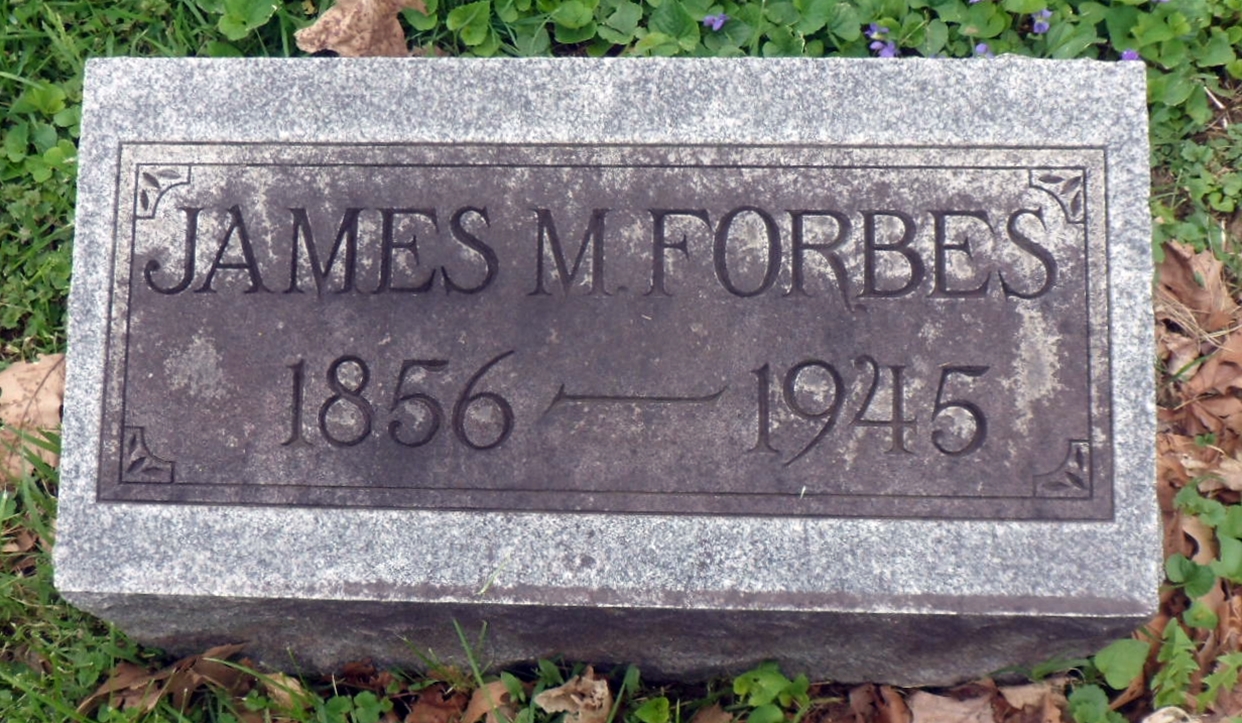 JAMES M. FORBES
1856 — 1945